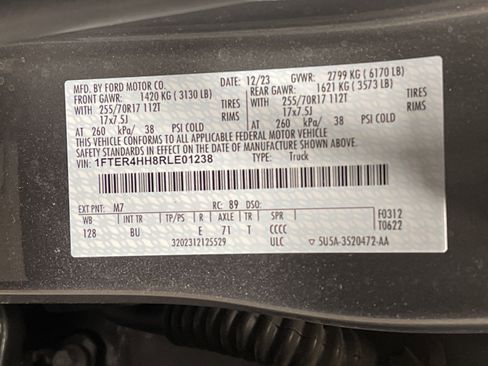 MFD. BY FORD MOTOR CO. DATE: 12/23 GVWR: 2799 KG ( 6170 LB)
FRONT GAWR: 1420 KG ( 3130 LB) REAR GAWR: 1621 KG ( 3573 LB)
WITH 255/70R17 112T TIRES WITH 255/70R17 112T TIRES
17x7.5J RIMS 17x7.5J RIMS
AT 260 kPa/ 38 PSI COLD AT 260 kPa/ 38 PSI COLD
THIS VEHICLE CONFORMS TO ALL APPLICABLE FEDERAL MOTOR VEHICLE
SAFETY STANDARDS IN EFFECT ON THE DATE OF MANUFACTURE SHOWN ABOVE.
VIN: 1FTER4HH8RLE01238 TYPE: Truck
EXT PNT: M7 RC: 89 DSO:
WB INT TR TP/PS R AXLE TR SPR F0312
128 BU E 71 T CCCC T0622
3202312125529 ULC 5U5A-3520472-AA